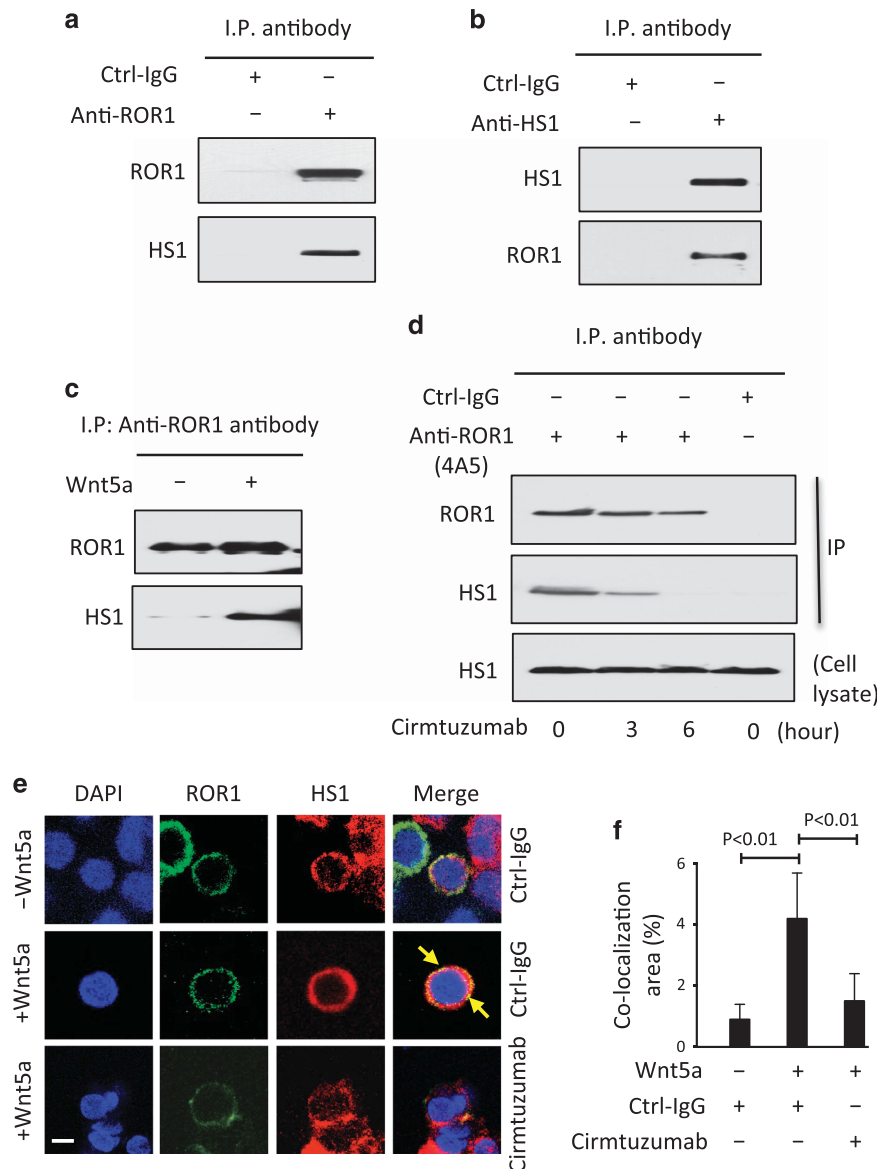 a
I.P. antibody
Ctrl-IgG + –
Anti-ROR1 – +
ROR1
HS1
b
I.P. antibody
Ctrl-IgG + –
Anti-HS1 – +
HS1
ROR1
c
I.P: Anti-ROR1 antibody
Wnt5a – +
ROR1
HS1
d
I.P. antibody
Ctrl-IgG – – – +
Anti-ROR1 + + + –
(4A5)
ROR1
HS1
IP
HS1
(Cell
lysate)
Cirmtuzumab 0 3 6 0 (hour)
e
DAPI ROR1 HS1 Merge
–Wnt5a
Ctrl-IgG
+Wnt5a
Ctrl-IgG
+Wnt5a
Cirmtuzumab
f
P<0.01
P<0.01
Co-localization
area (%)
6
4
2
0
Wnt5a – + +
Ctrl-IgG + + –
Cirmtuzumab – – +